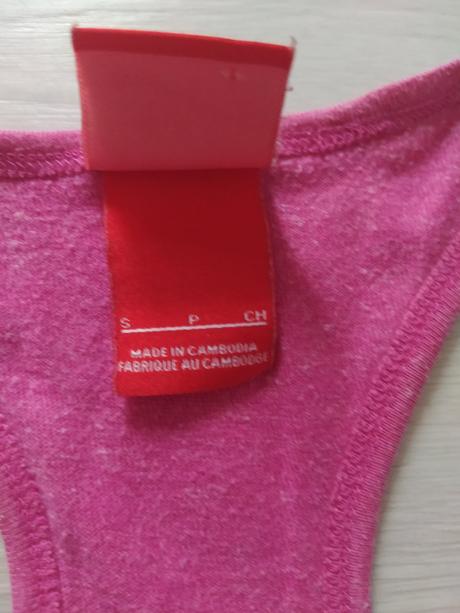 S P CH
MADE IN CAMBODIA
FABRIQUE AU CAMBODGE